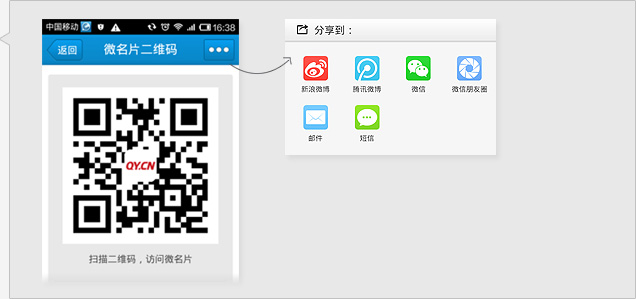 中国移动 16:38
返回 微名片二维码
QY.CN
扫描二维码，访问微名片
分享到：
新浪微博 腾讯微博 微信 微信朋友圈
邮件 短信